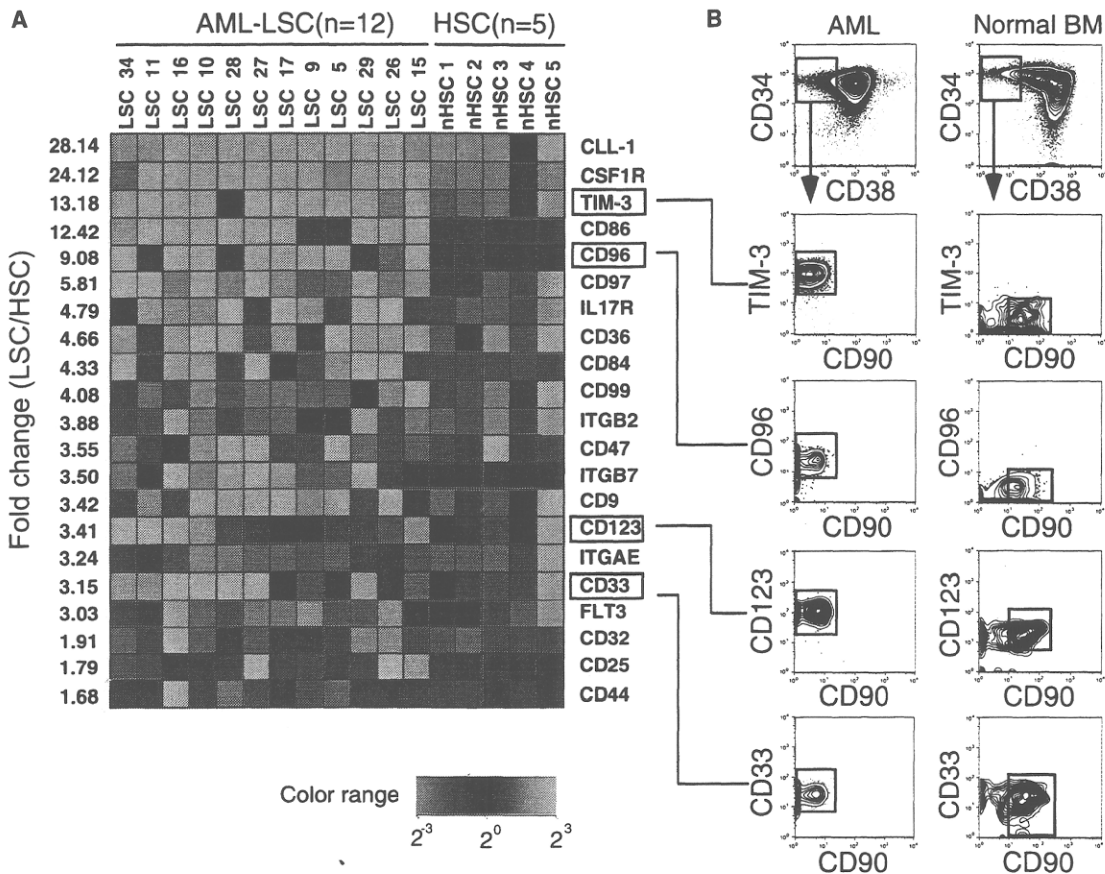 A
AML-LSC(n=12) HSC(n=5)
LSC 34
LSC 11
LSC 16
LSC 10
LSC 28
LSC 27
LSC 17
LSC 9
LSC 5
LSC 29
LSC 26
LSC 15
nHSC 1
nHSC 2
nHSC 3
nHSC 4
nHSC 5
Fold change (LSC/HSC)
28.14 CLL-1
24.12 CSF1R
13.18 TIM-3
12.42 CD86
9.08 CD96
5.81 CD97
4.79 IL17R
4.66 CD36
4.33 CD84
4.08 CD99
3.88 ITGB2
3.55 CD47
3.50 ITGB7
3.42 CD9
3.41 CD123
3.24 ITGAE
3.15 CD33
3.03 FLT3
1.91 CD32
1.79 CD25
1.68 CD44
Color range
2⁻³ 2⁰ 2³
B
AML Normal BM
CD34 CD34
CD38 CD38
TIM-3 TIM-3
CD90 CD90
CD96 CD96
CD90 CD90
CD123 CD123
CD90 CD90
CD33 CD33
CD90 CD90